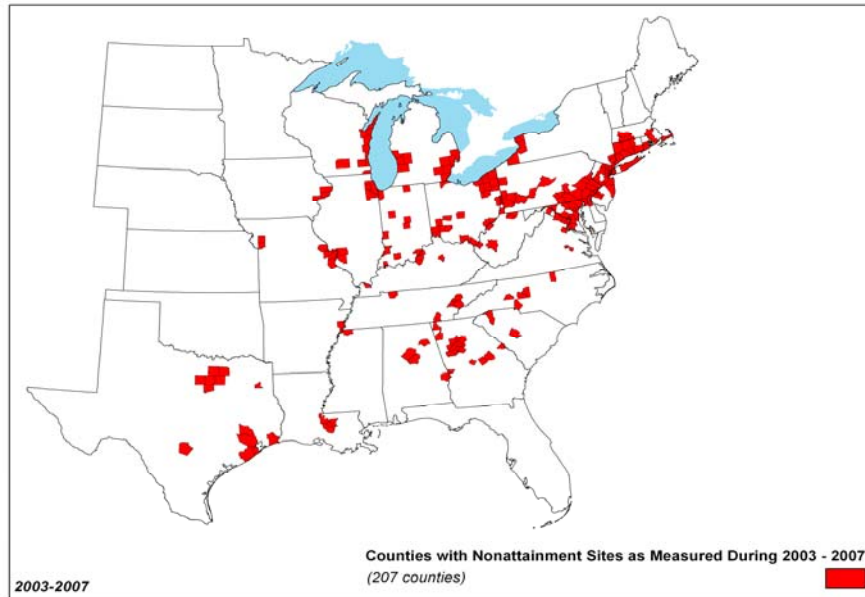 Counties with Nonattainment Sites as Measured During 2003 - 2007
(207 counties)
2003-2007